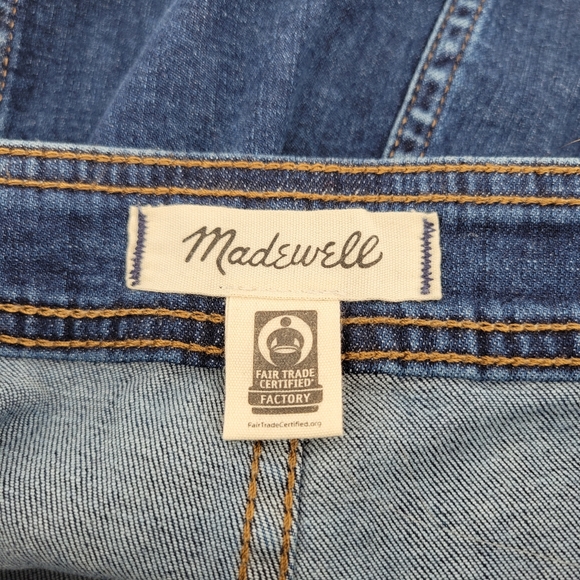 Madewell
FAIR TRADE
CERTIFIED
FACTORY
FairTradeCertified.org